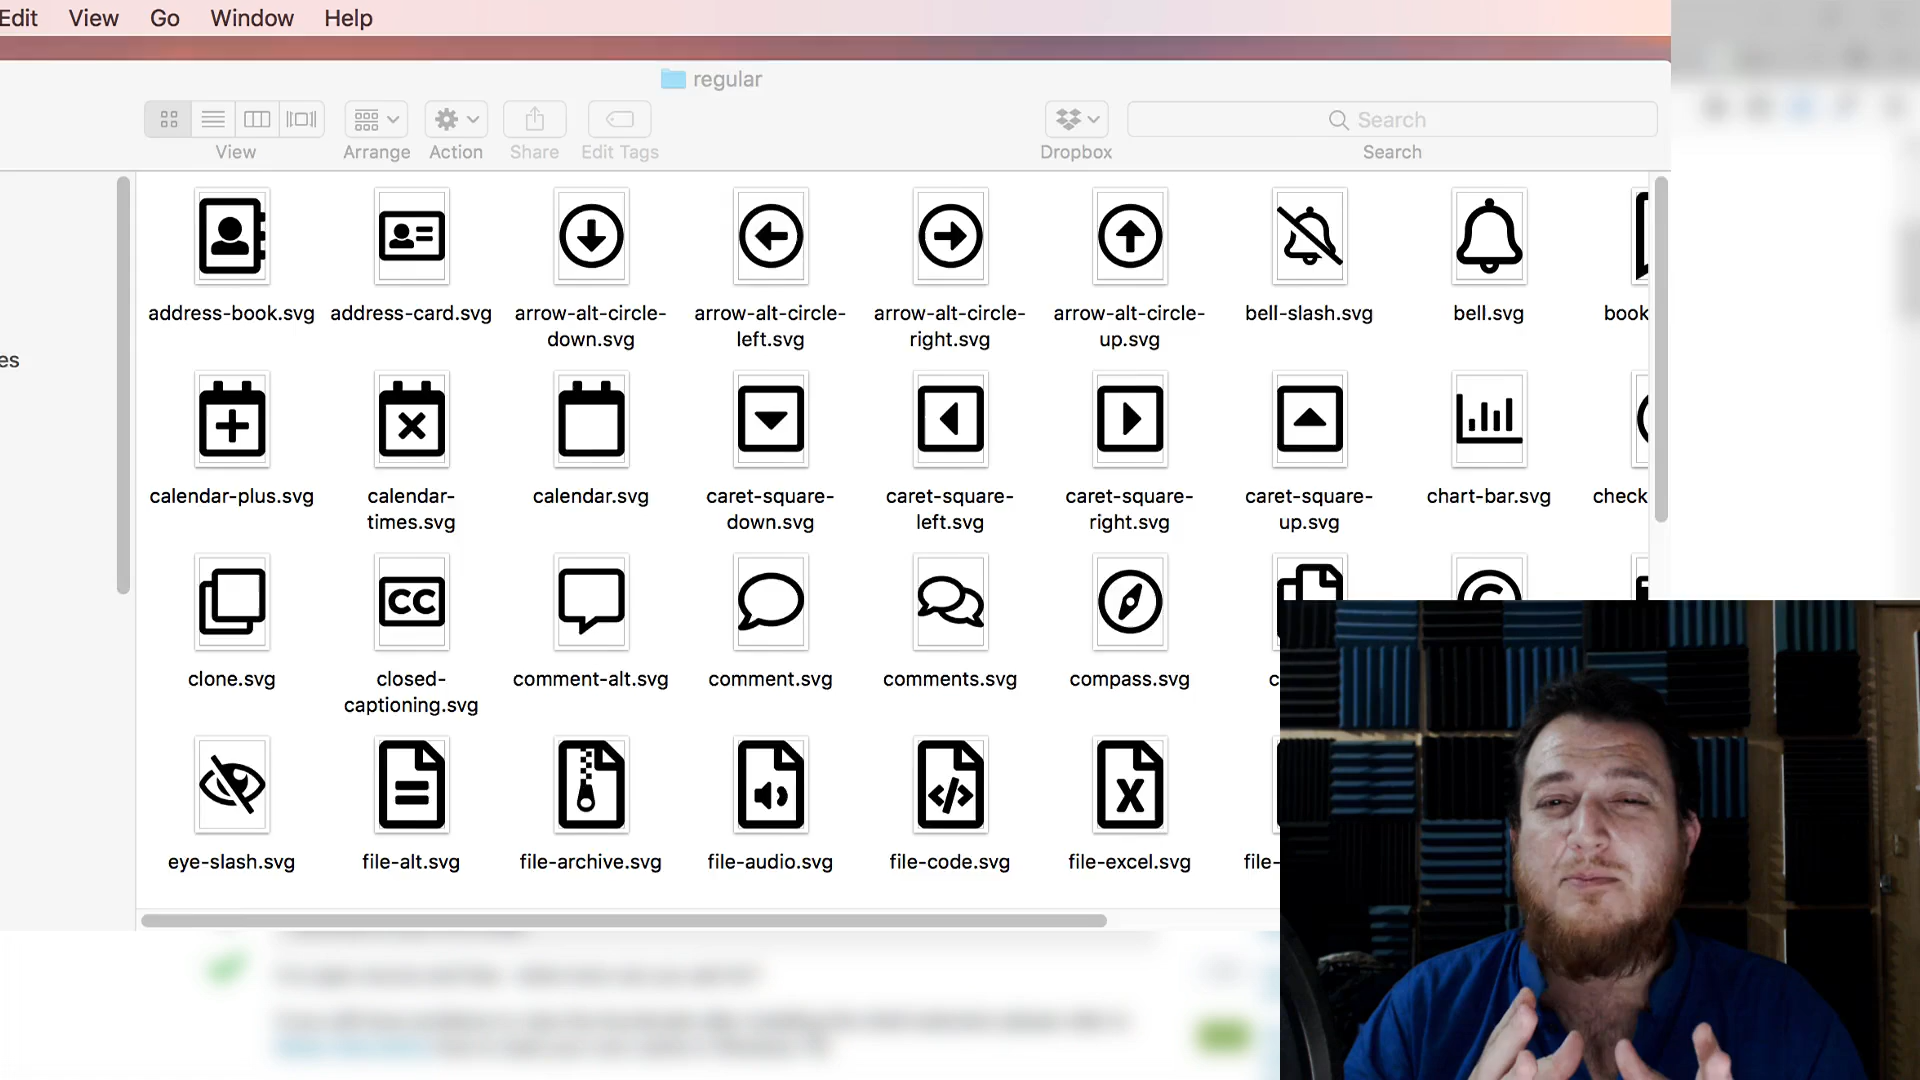 Edit View Go Window Help
regular
Search
View Arrange Action Share Edit Tags Dropbox Search
address-book.svg address-card.svg arrow-alt-circle- arrow-alt-circle- arrow-alt-circle- arrow-alt-circle- bell-slash.svg bell.svg book
down.svg left.svg right.svg up.svg
es
calendar-plus.svg calendar- calendar.svg caret-square- caret-square- caret-square- caret-square- chart-bar.svg check
times.svg down.svg left.svg right.svg up.svg
CC
clone.svg closed- comment-alt.svg comment.svg comments.svg compass.svg c
captioning.svg
X
eye-slash.svg file-alt.svg file-archive.svg file-audio.svg file-code.svg file-excel.svg file-